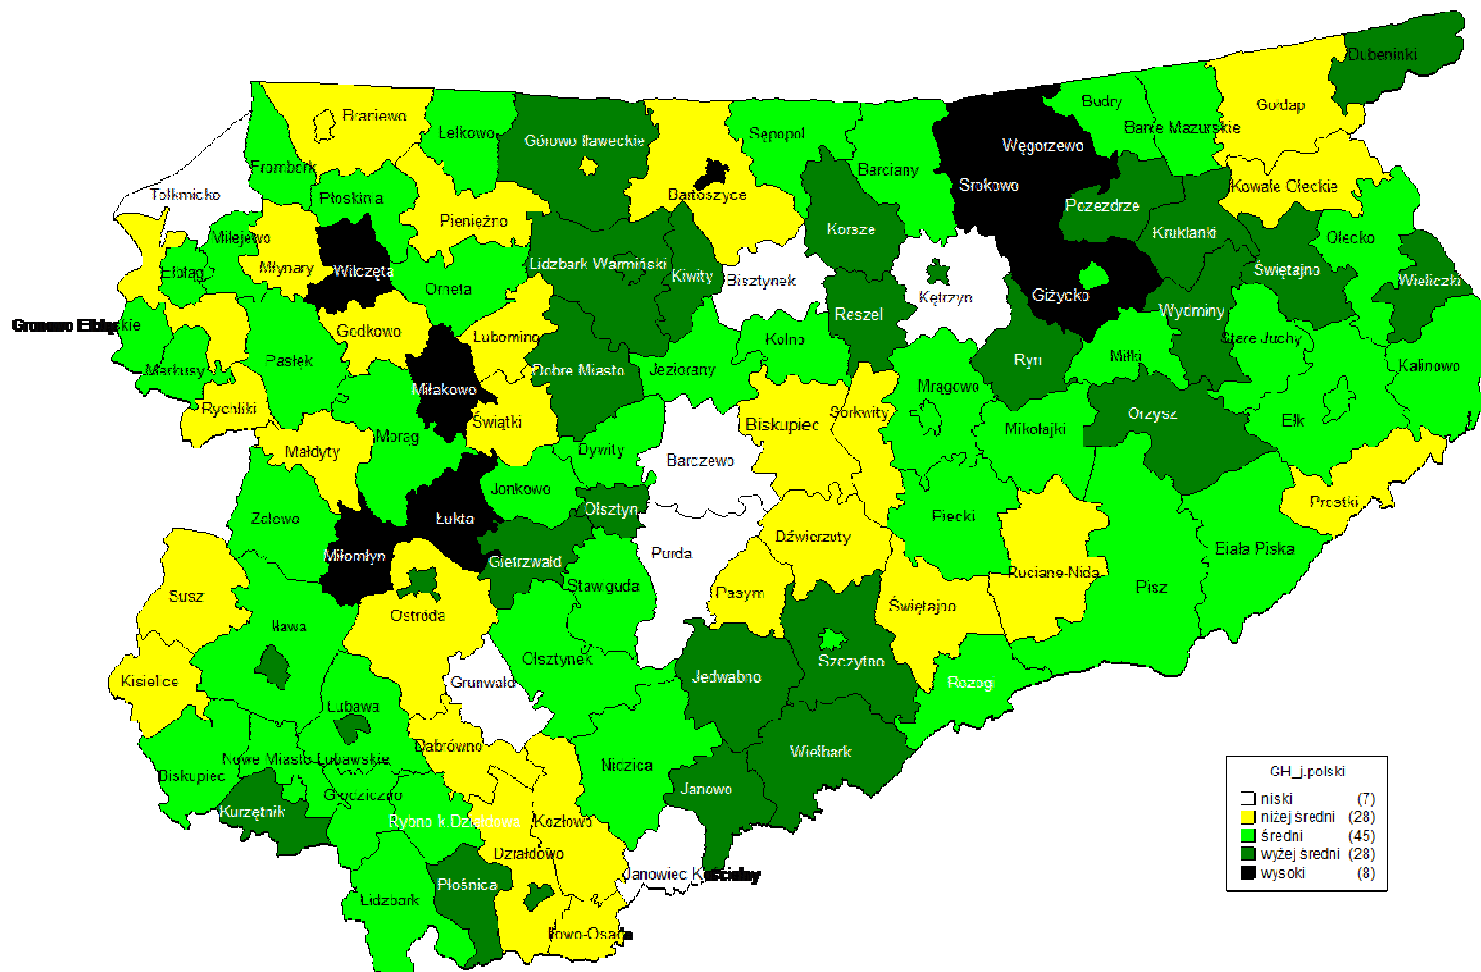 Dubeninki
Gołdap
Budry
Banie Mazurskie
Braniewo
Lelkowo
Górowo Iławeckie
Sępopol
Węgorzewo
Barciany
Frombork
Tolkmicko
Płoskinia
Bartoszyce
Srokowo
Kowale Oleckie
Pozezdrze
Pieniężno
Korsze
Kruklanki
Milejewo
Olecko
Młynary
Wilczęta
Lidzbark Warmiński
Kiwity
Bisztynek
Świętajno
Wieliczki
Elbląg
Orneta
Kętrzyn
Giżycko
Wydminy
Gronowo Elbląskie
Godkowo
Lubomino
Reszel
Kolno
Stare Juchy
Markusy
Pasłęk
Dobre Miasto
Jeziorany
Ryn
Miłki
Kalinowo
Miłakowo
Mrągowo
Rychliki
Świątki
Sorkwity
Orzysz
Morąg
Biskupiec
Mikołajki
Ełk
Małdyty
Dywity
Barczewo
Jonkowo
Prostki
Zalewo
Łukta
Olsztyn
Piecki
Miłomłyn
Gietrzwałd
Purda
Dźwierzuty
Biała Piska
Stawiguda
Pasym
Ruciane-Nida
Pisz
Susz
Ostróda
Świętajno
Iława
Olsztynek
Szczytno
Kisielice
Grunwald
Jedwabno
Rozogi
Lubawa
Dąbrówno
Wielbark
Nowe Miasto Lubawskie
Biskupiec
Nidzica
Janowo
Grodziczno
Kurzętnik
Rybno k.Działdowa
Kozłowo
Działdowo
Janowiec Kościelny
Płośnica
Lidzbark
Iłowo-Osada
GH_j.polski
niski (7)
niżej średni (28)
średni (45)
wyżej średni (28)
wysoki (8)